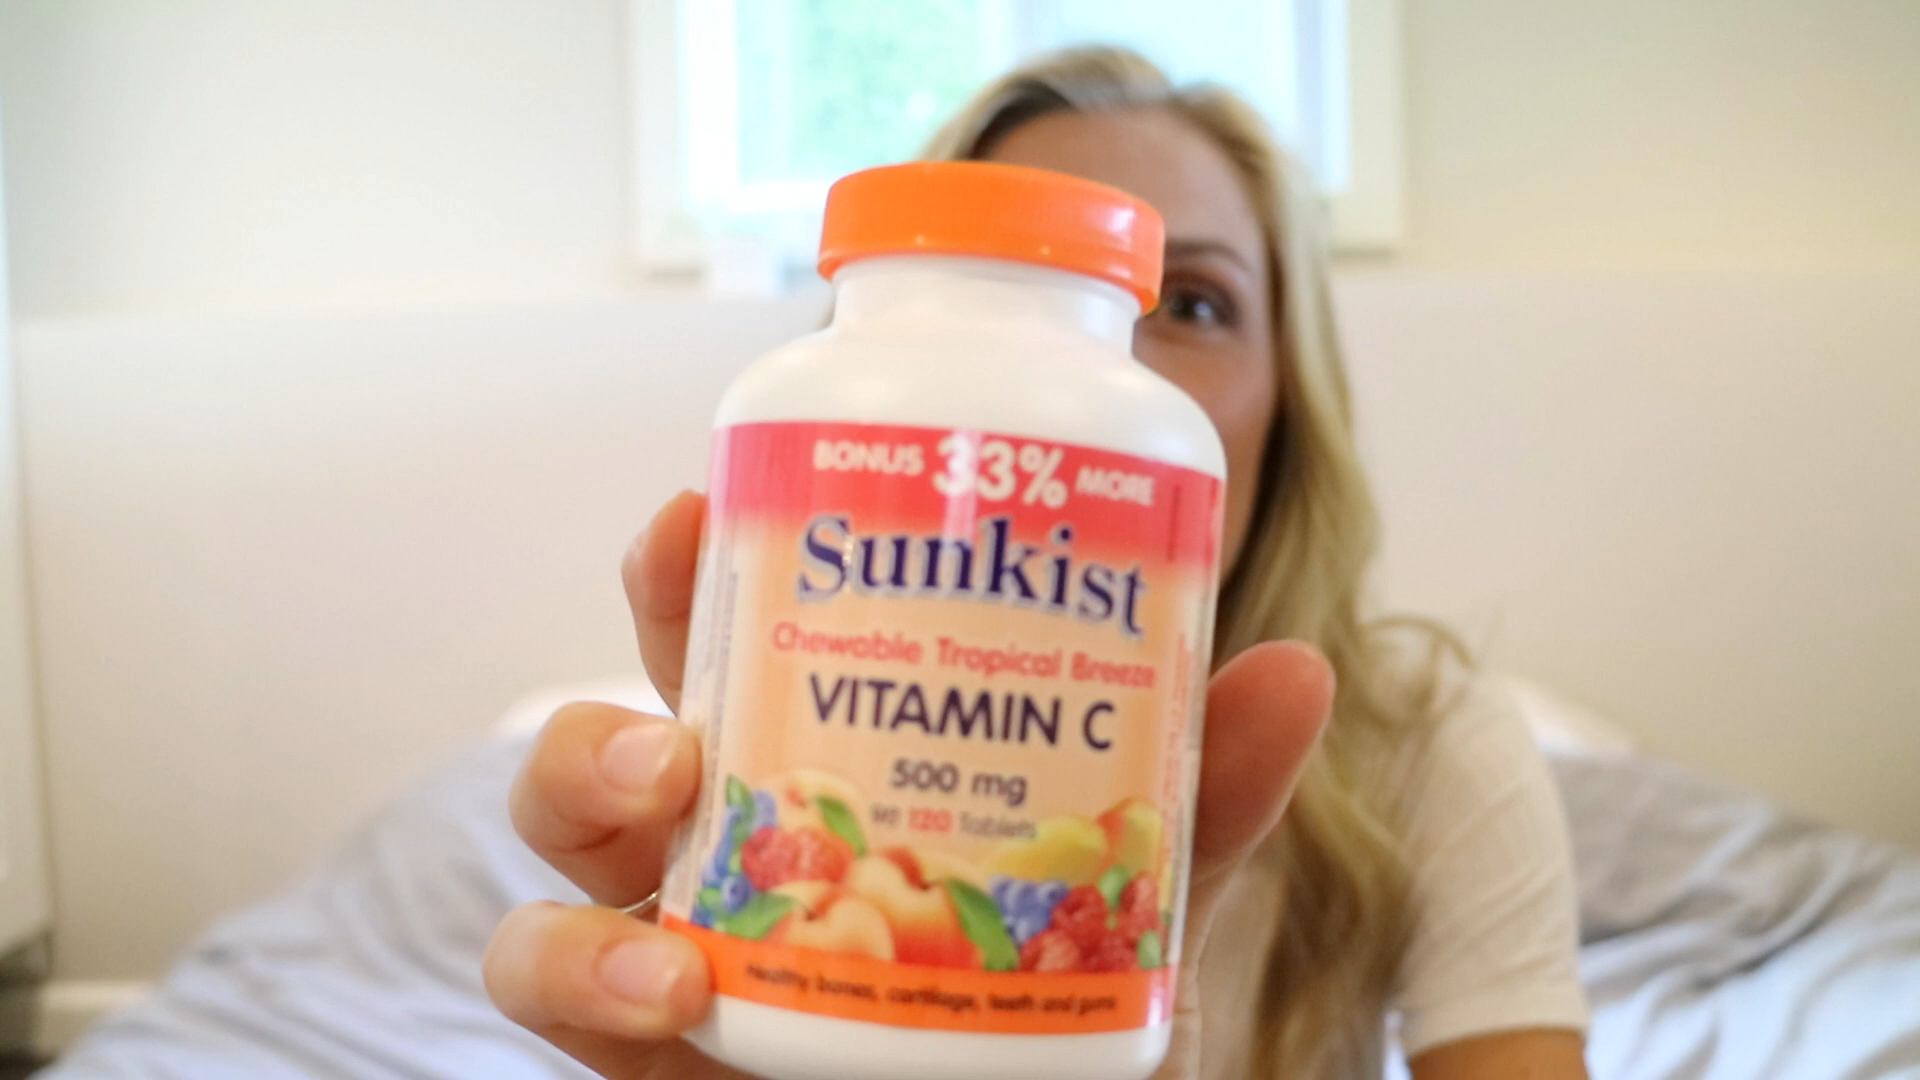 BONUS 33% MORE
Sunkist
Chewable Tropical Breeze
VITAMIN C
500 mg
120 Tablets
Healthy bones, cartilage, teeth and gums